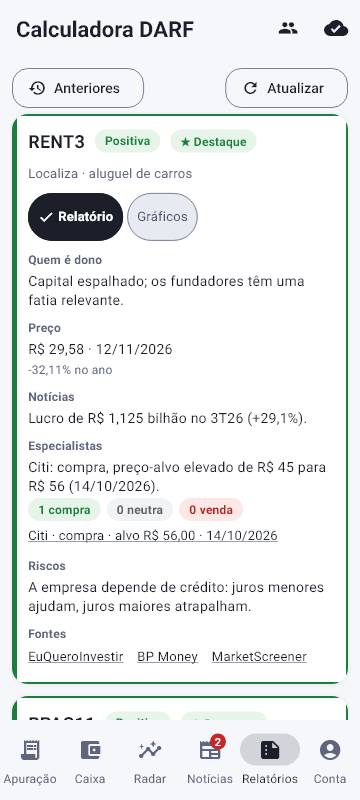 Calculadora DARF
Anteriores
Atualizar
RENT3
Positiva
★ Destaque
Localiza · aluguel de carros
Relatório
Gráficos
Quem é dono
Capital espalhado; os fundadores têm uma
fatia relevante.
Preço
R$ 29,58 · 12/11/2026
-32,11% no ano
Notícias
Lucro de R$ 1,125 bilhão no 3T26 (+29,1%).
Especialistas
Citi: compra, preço-alvo elevado de R$ 45 para
R$ 56 (14/10/2026).
1 compra
0 neutra
0 venda
Citi · compra · alvo R$ 56,00 · 14/10/2026
Riscos
A empresa depende de crédito: juros menores
ajudam, juros maiores atrapalham.
Fontes
EuQueroInvestir
BP Money
MarketScreener
2
Apuração
Caixa
Radar
Notícias
Relatórios
Conta